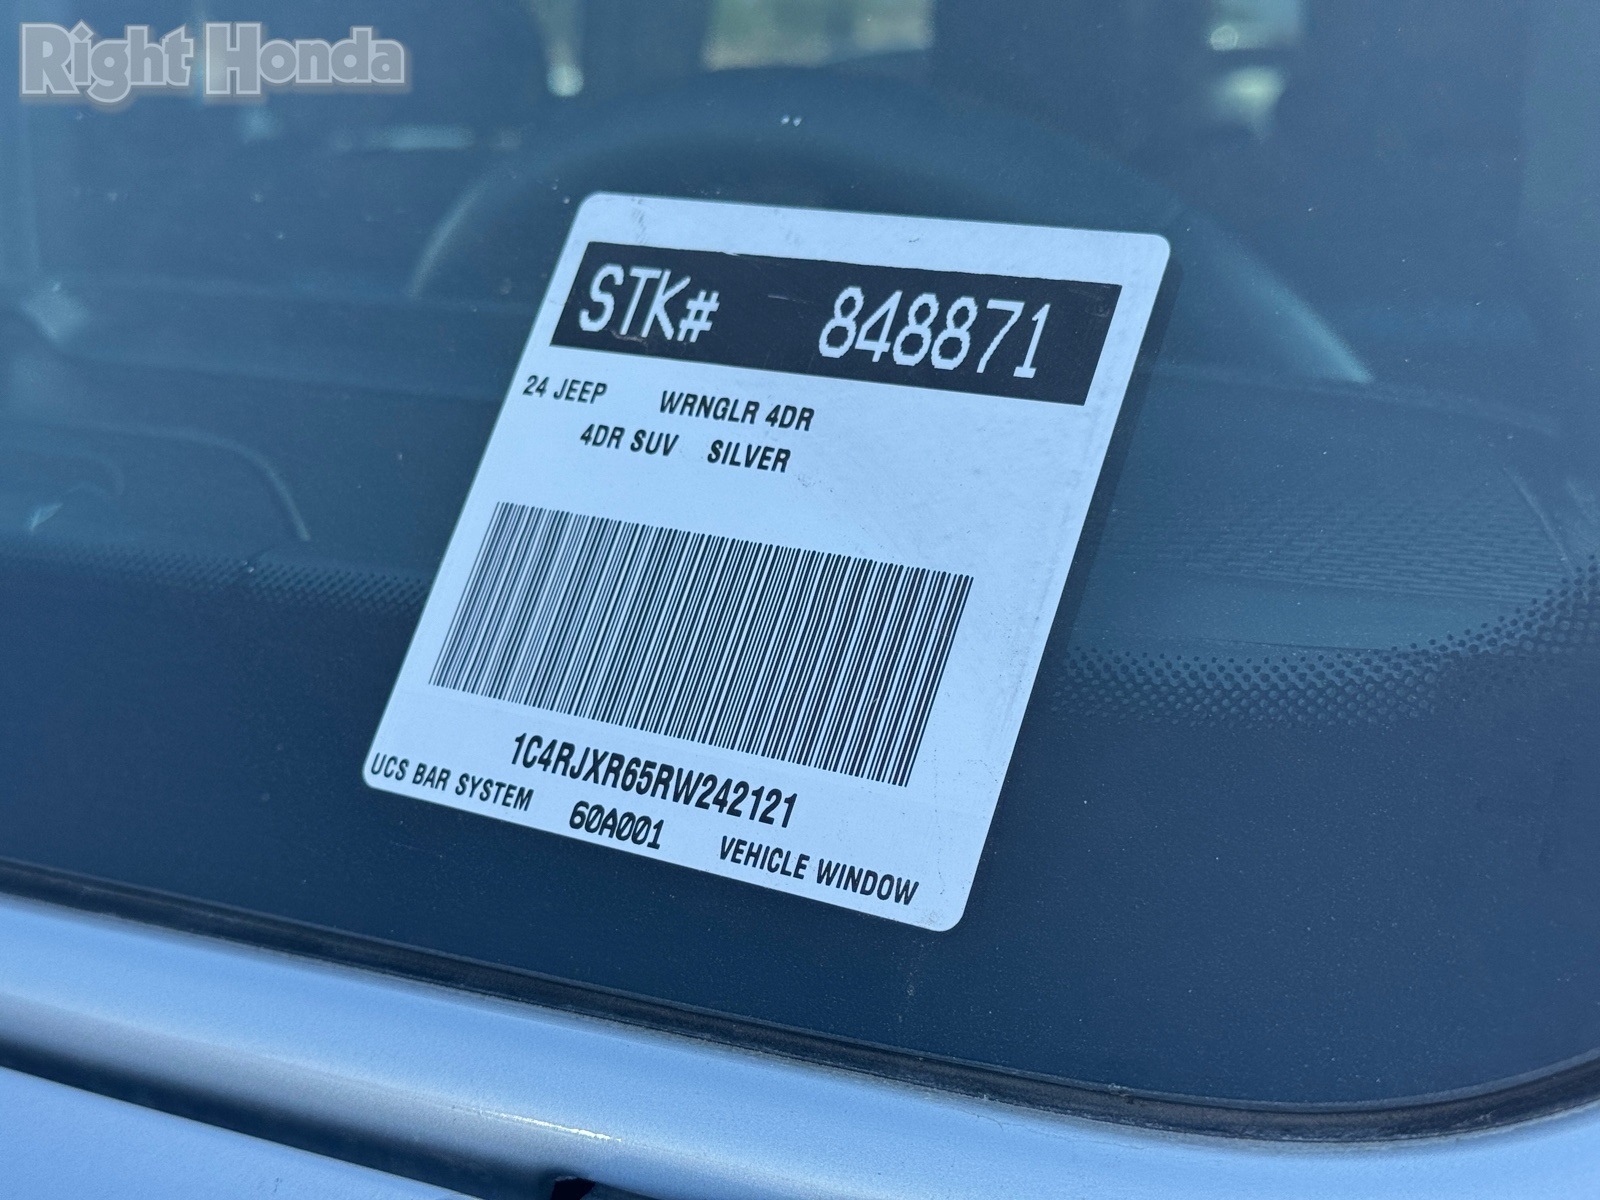 Right Honda
STK# 848871
24 JEEP WRNGLR 4DR
4DR SUV SILVER
1C4RJXR65RW242121
UCS BAR SYSTEM 60A001 VEHICLE WINDOW